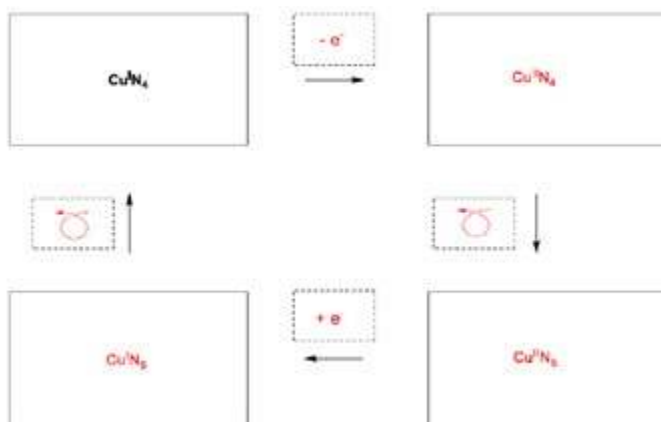 - e⁻
CuᴵN₄
CuᴵᴵN₄
+ e
CuᴵN₅
CuᴵᴵN₅